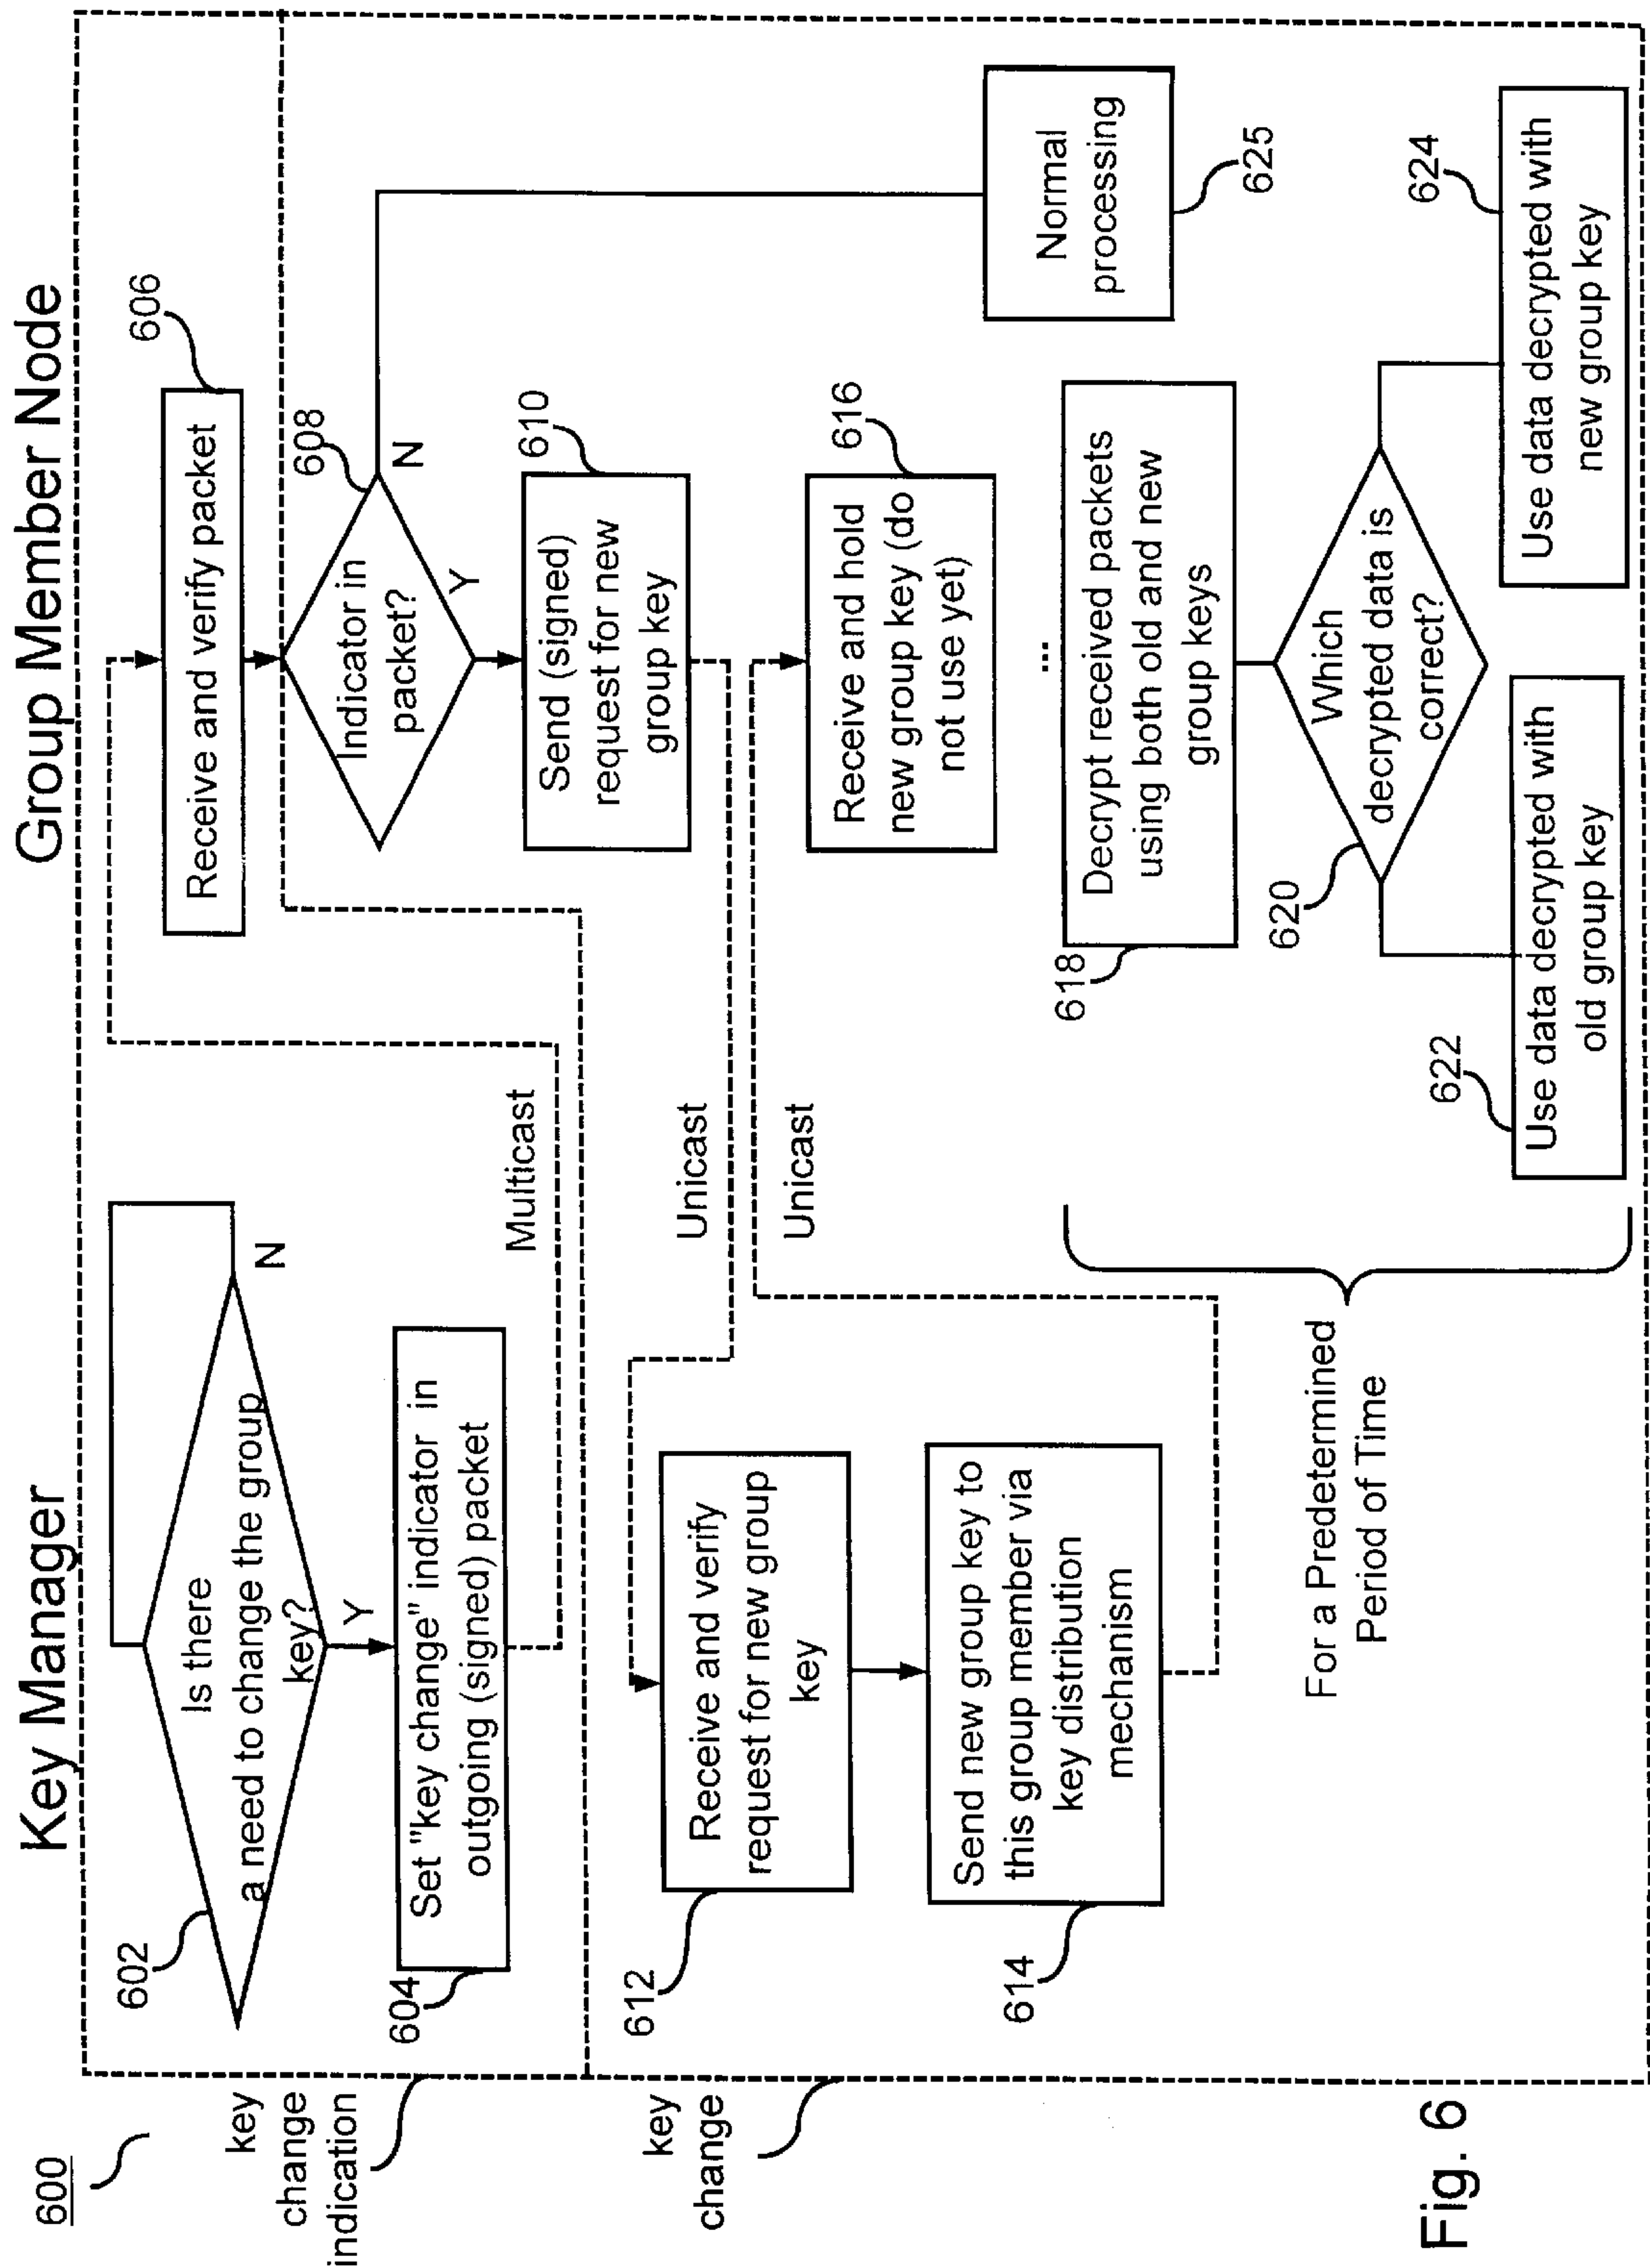 600
Key Manager
Group Member Node
key
change
indication
602
Is there
a need to change the group
key?
N
Y
604
Set "key change" indicator in
outgoing (signed) packet
Multicast
606
Receive and verify packet
608
Indicator in
packet?
N
Y
610
Send (signed)
request for new
group key
key
change
Unicast
612
Receive and verify
request for new group
key
Unicast
614
Send new group key to
this group member via
key distribution
mechanism
616
Receive and hold
new group key (do
not use yet)
Normal
processing
625
...
618
Decrypt received packets
using both old and new
group keys
620
Which
decrypted data is
correct?
For a Predetermined
Period of Time
622
Use data decrypted with
old group key
624
Use data decrypted with
new group key
Fig. 6